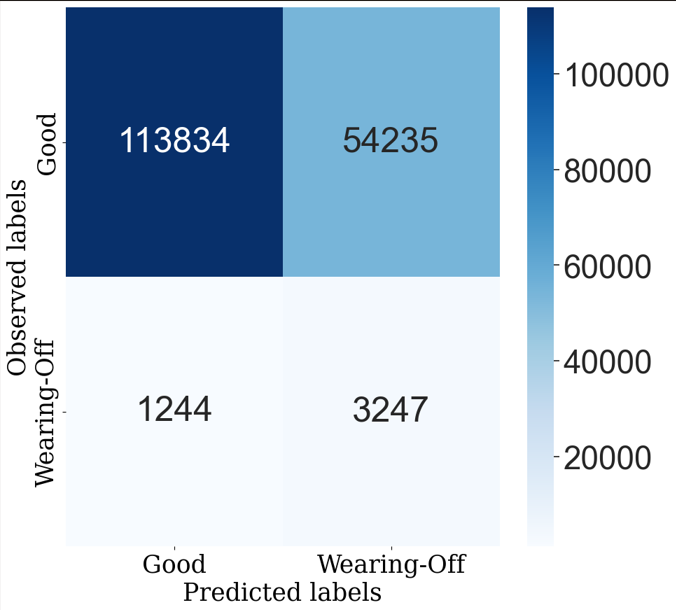 Observed labels
Good
Wearing-Off
113834
54235
1244
3247
Good
Wearing-Off
Predicted labels
100000
80000
60000
40000
20000